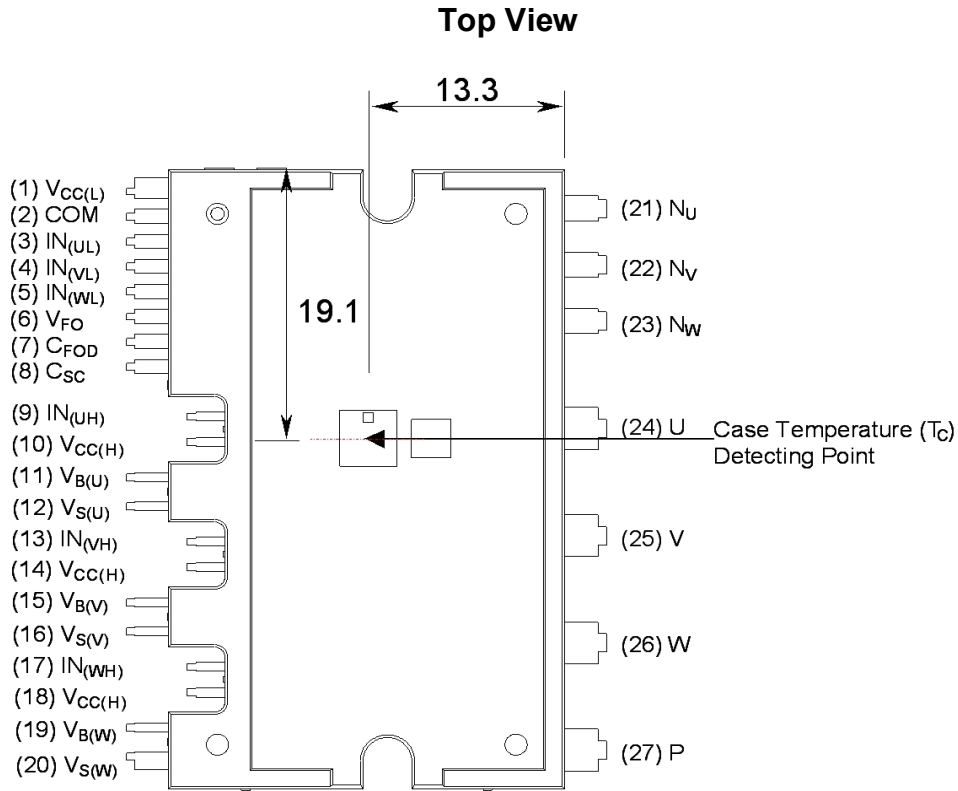 Top View
13.3
19.1
(1) VCC(L)
(2) COM
(3) IN(UL)
(4) IN(VL)
(5) IN(WL)
(6) VFO
(7) CFOD
(8) CSC
(9) IN(UH)
(10) VCC(H)
(11) VB(U)
(12) VS(U)
(13) IN(VH)
(14) VCC(H)
(15) VB(V)
(16) VS(V)
(17) IN(WH)
(18) VCC(H)
(19) VB(W)
(20) VS(W)
(21) NU
(22) NV
(23) NW
(24) U
(25) V
(26) W
(27) P
Case Temperature (TC)
Detecting Point